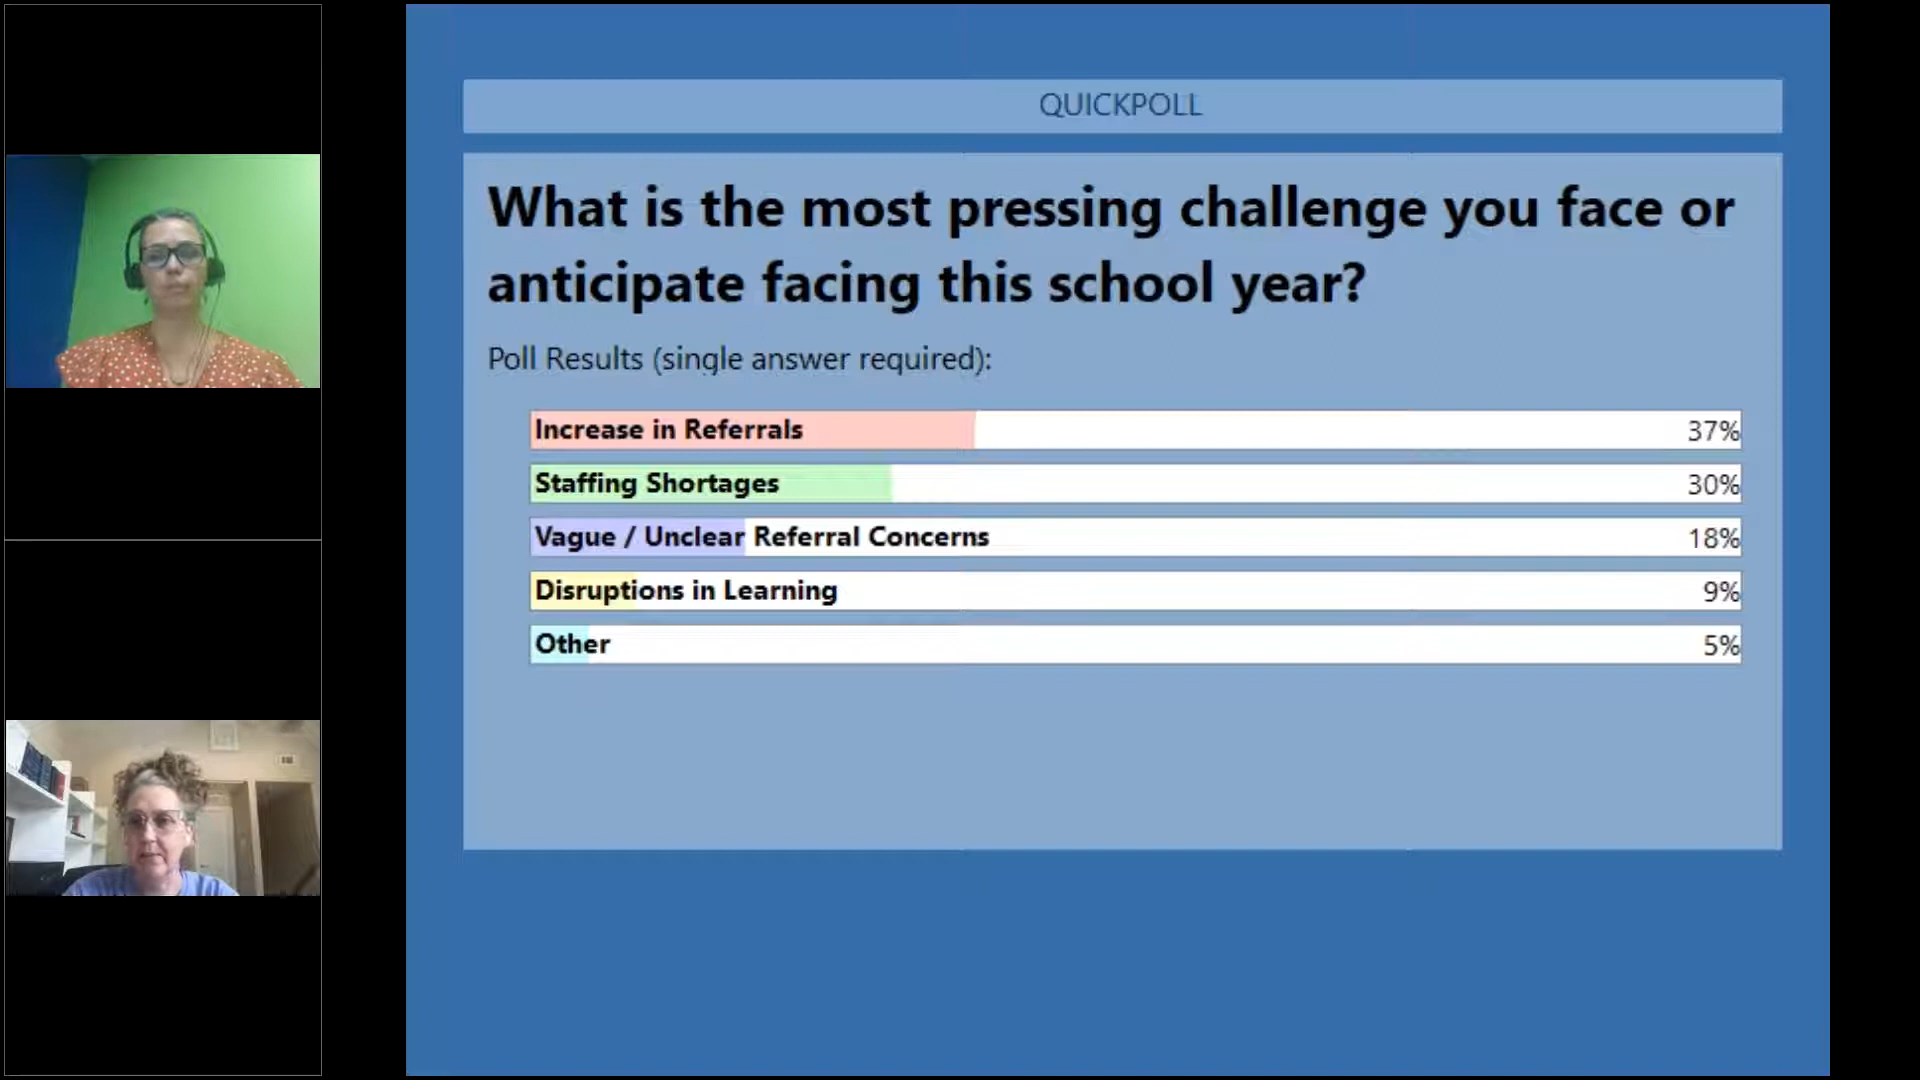 QUICKPOLL
What is the most pressing challenge you face or
anticipate facing this school year?
Poll Results (single answer required):
Increase in Referrals 37%
Staffing Shortages 30%
Vague / Unclear Referral Concerns 18%
Disruptions in Learning 9%
Other 5%